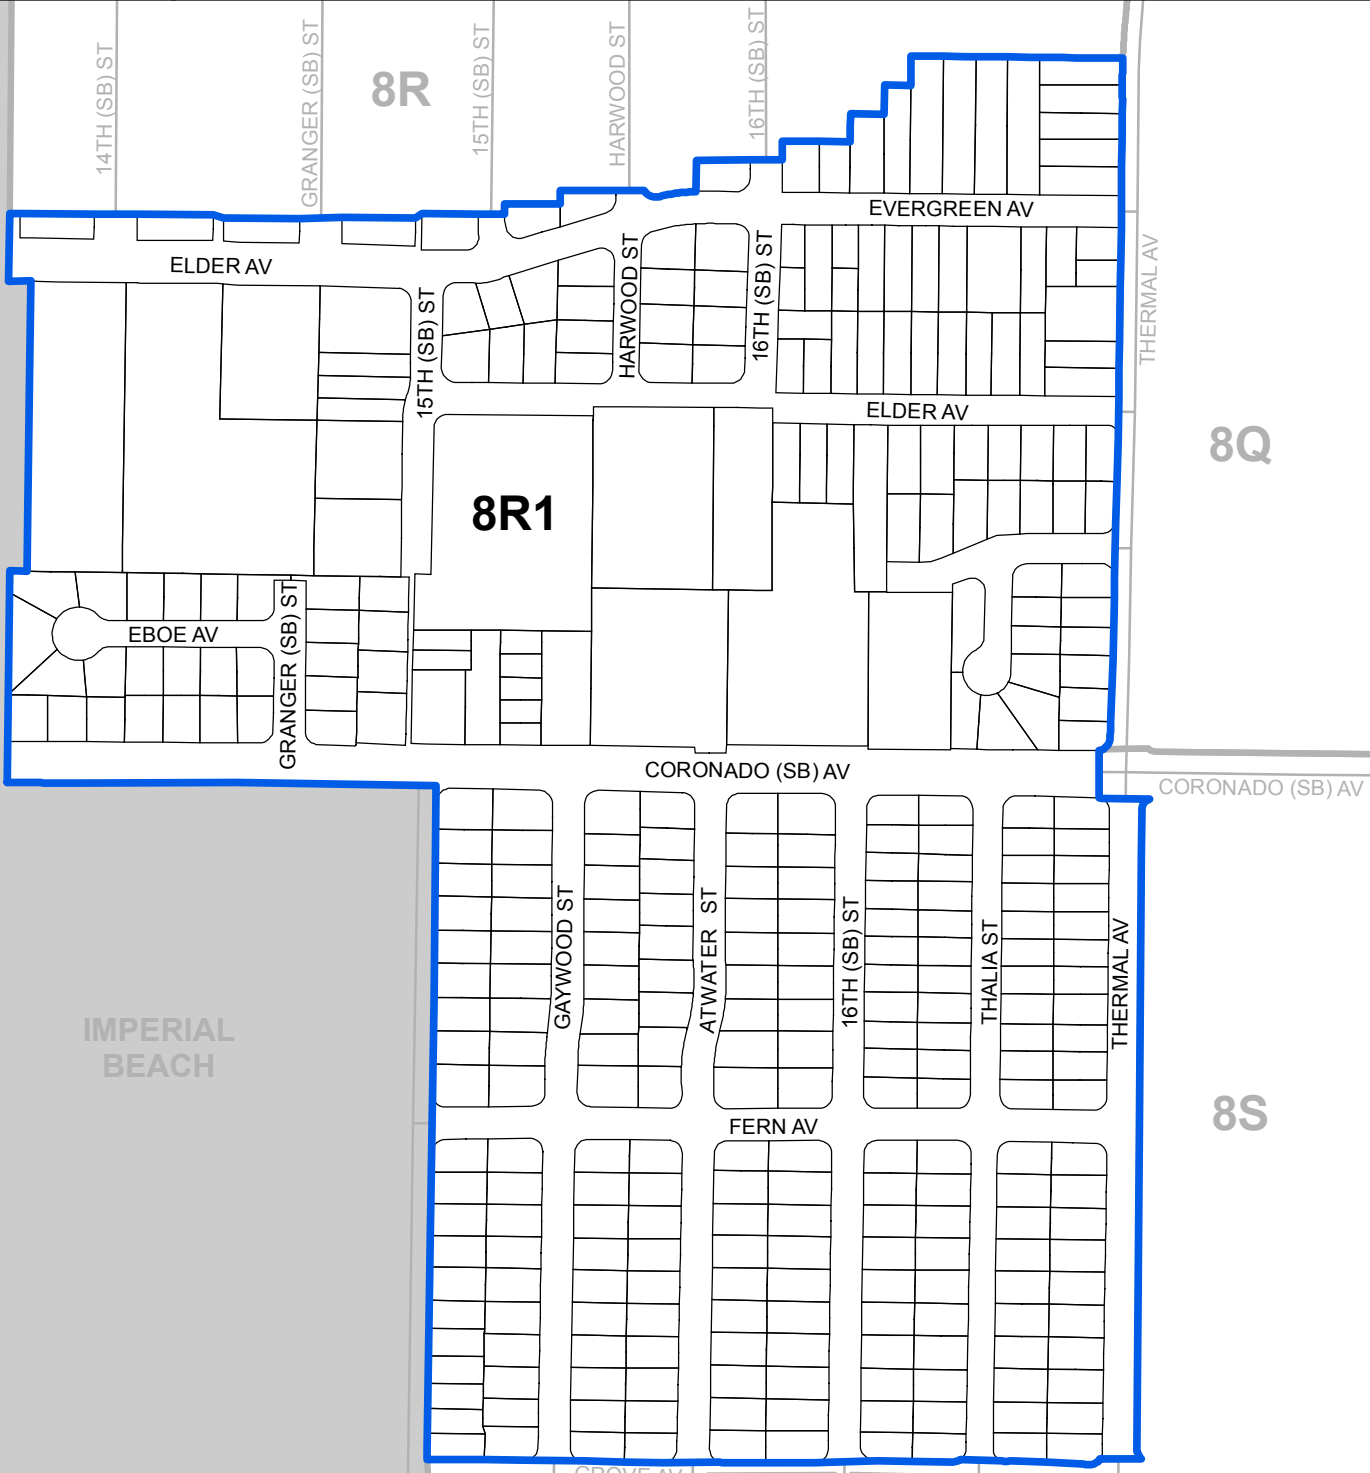 14TH (SB) ST
GRANGER (SB) ST
8R
15TH (SB) ST
HARWOOD ST
16TH (SB) ST
EVERGREEN AV
ELDER AV
HARWOOD ST
16TH (SB) ST
THERMAL AV
15TH (SB) ST
ELDER AV
8Q
8R1
EBOE AV
GRANGER (SB) ST
CORONADO (SB) AV
CORONADO (SB) AV
GAYWOOD ST
ATWATER ST
16TH (SB) ST
THALIA ST
THERMAL AV
IMPERIAL
BEACH
8S
FERN AV
GROVE AV